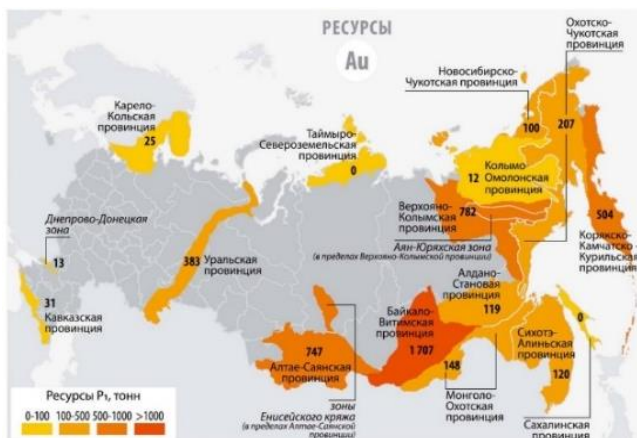 РЕСУРСЫ
Au
Охотско-
Чукотская
провинция
Новосибирско-
Чукотская
провинция
100
207
Карело-
Кольская
провинция
25
Таймыро-
Североземельская
провинция
0
12
Колымо-
Омолонская
провинция
Верхояно-
Колымская
провинция
782
504
Корякско-
Камчатско-
Курильская
провинция
Аян-Юряхская зона
(в пределах Верхояно-Колымской провинции)
Днепрово-Донецкая
зона
13
383
Уральская
провинция
31
Кавказская
провинция
Алдано-
Становая
провинция
119
Байкало-
Витимская
провинция
1 707
Сихотэ-
Алиньская
провинция
120
0
747
Алтае-Саянская
провинция
148
зоны
Енисейского кряжа
(в пределах Алтае-Саянской
провинции)
Монголо-
Охотская
провинция
Сахалинская
провинция
Ресурсы Р₁, тонн
0-100
100-500
500-1000
>1000